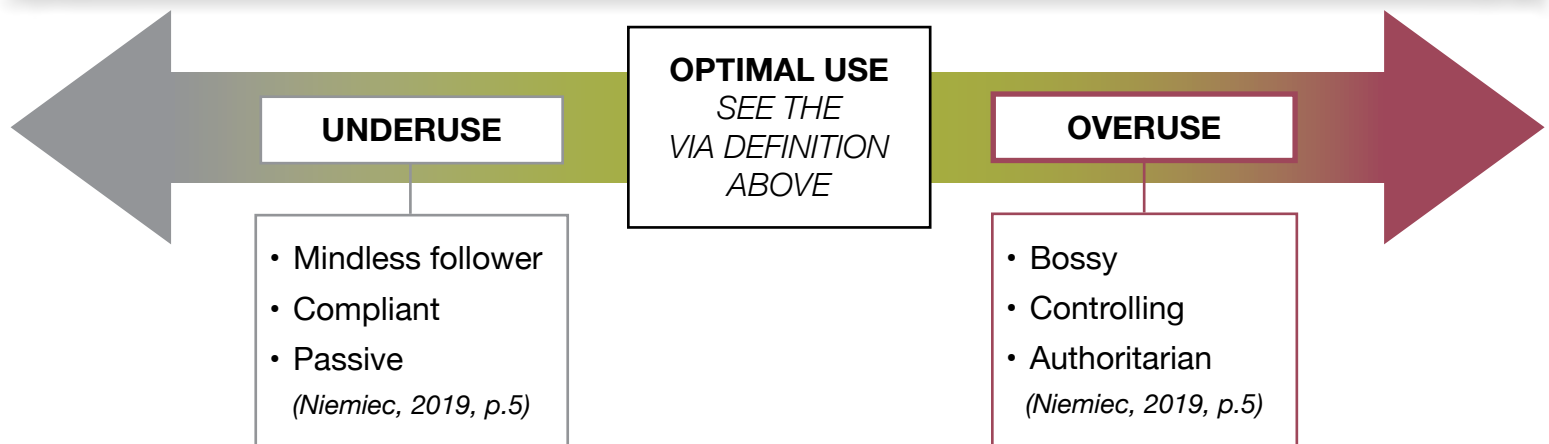 UNDERUSE
• Mindless follower
• Compliant
• Passive
(Niemiec, 2019, p.5)
OPTIMAL USE
SEE THE
VIA DEFINITION
ABOVE
OVERUSE
• Bossy
• Controlling
• Authoritarian
(Niemiec, 2019, p.5)